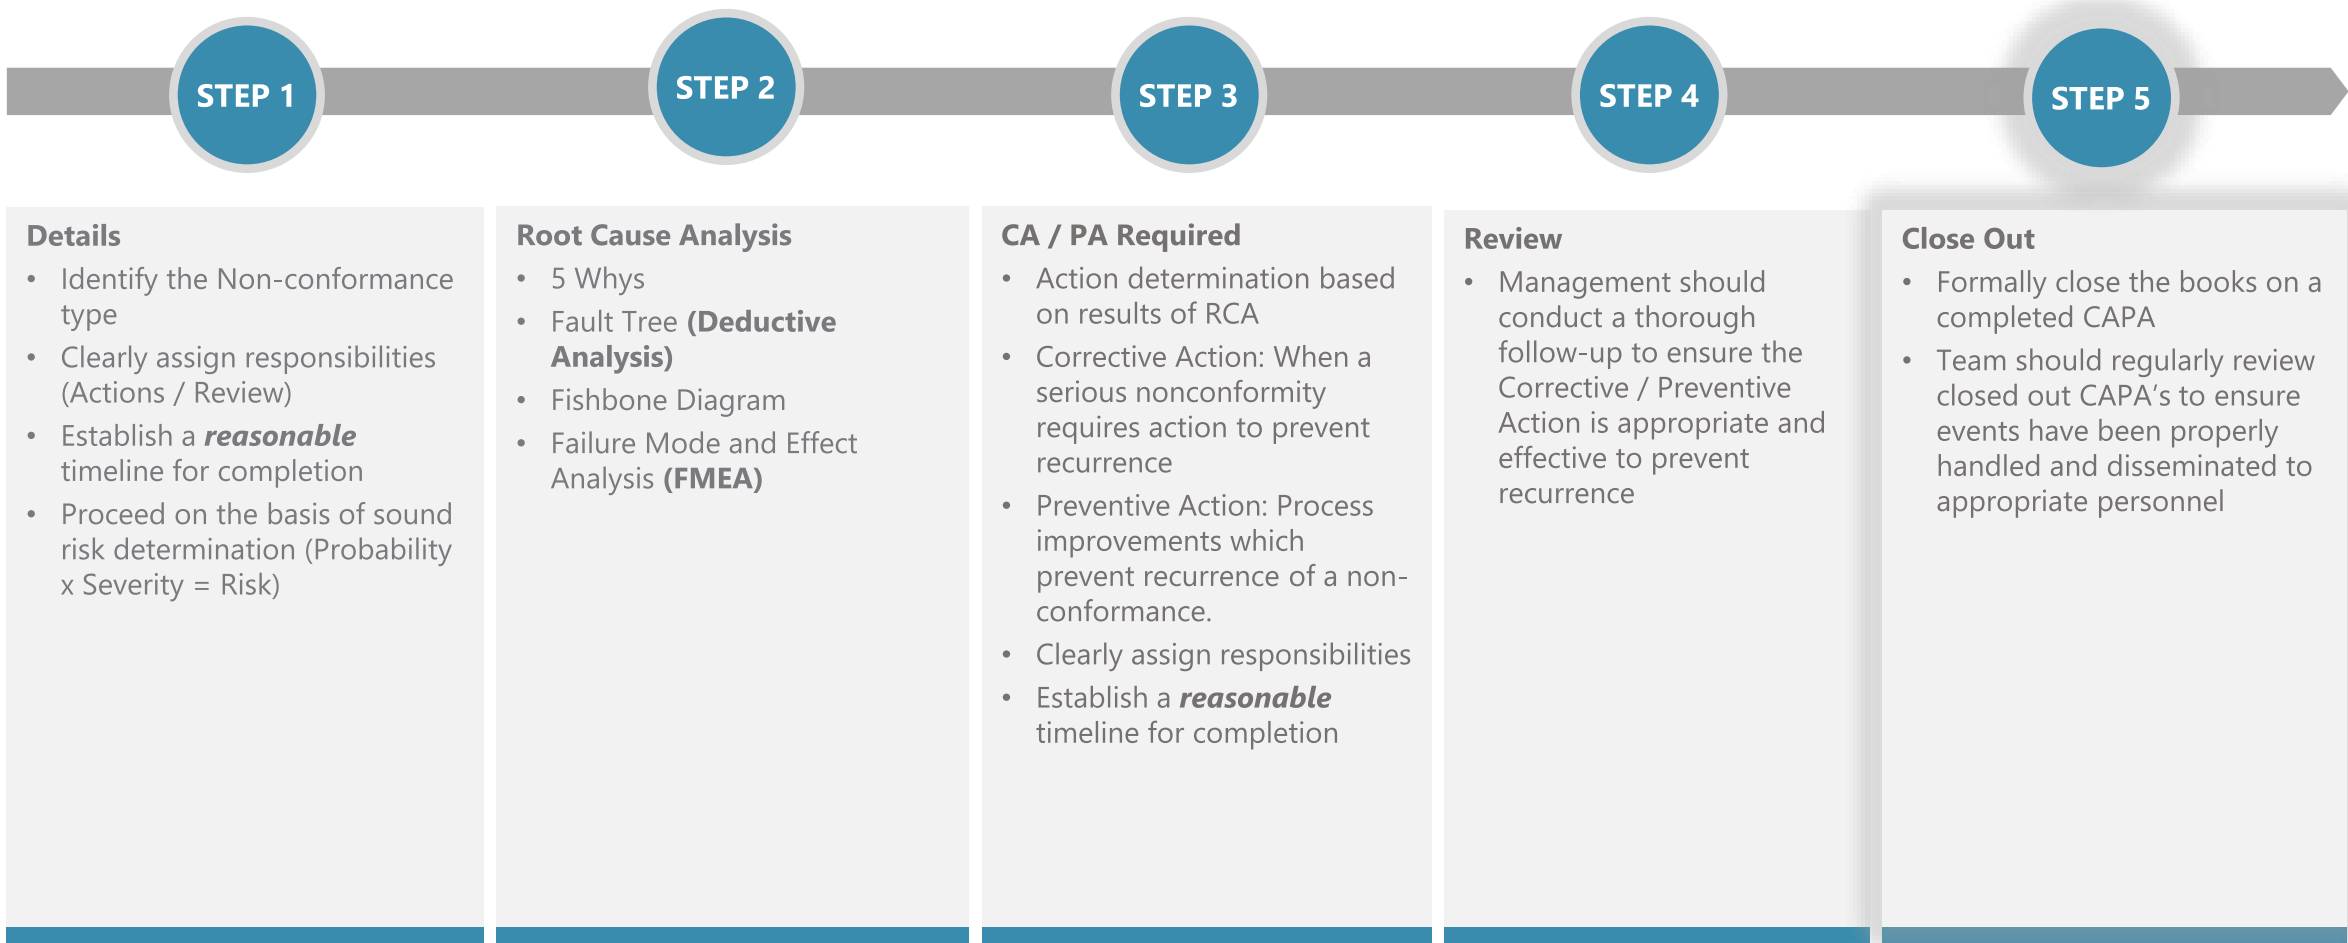 STEP 1
STEP 2
STEP 3
STEP 4
STEP 5
Details
• Identify the Non-conformance
type
• Clearly assign responsibilities
(Actions / Review)
• Establish a reasonable
timeline for completion
• Proceed on the basis of sound
risk determination (Probability
x Severity = Risk)
Root Cause Analysis
• 5 Whys
• Fault Tree (Deductive
Analysis)
• Fishbone Diagram
• Failure Mode and Effect
Analysis (FMEA)
CA / PA Required
• Action determination based
on results of RCA
• Corrective Action: When a
serious nonconformity
requires action to prevent
recurrence
• Preventive Action: Process
improvements which
prevent recurrence of a non-
conformance.
• Clearly assign responsibilities
• Establish a reasonable
timeline for completion
Review
• Management should
conduct a thorough
follow-up to ensure the
Corrective / Preventive
Action is appropriate and
effective to prevent
recurrence
Close Out
• Formally close the books on a
completed CAPA
• Team should regularly review
closed out CAPA’s to ensure
events have been properly
handled and disseminated to
appropriate personnel